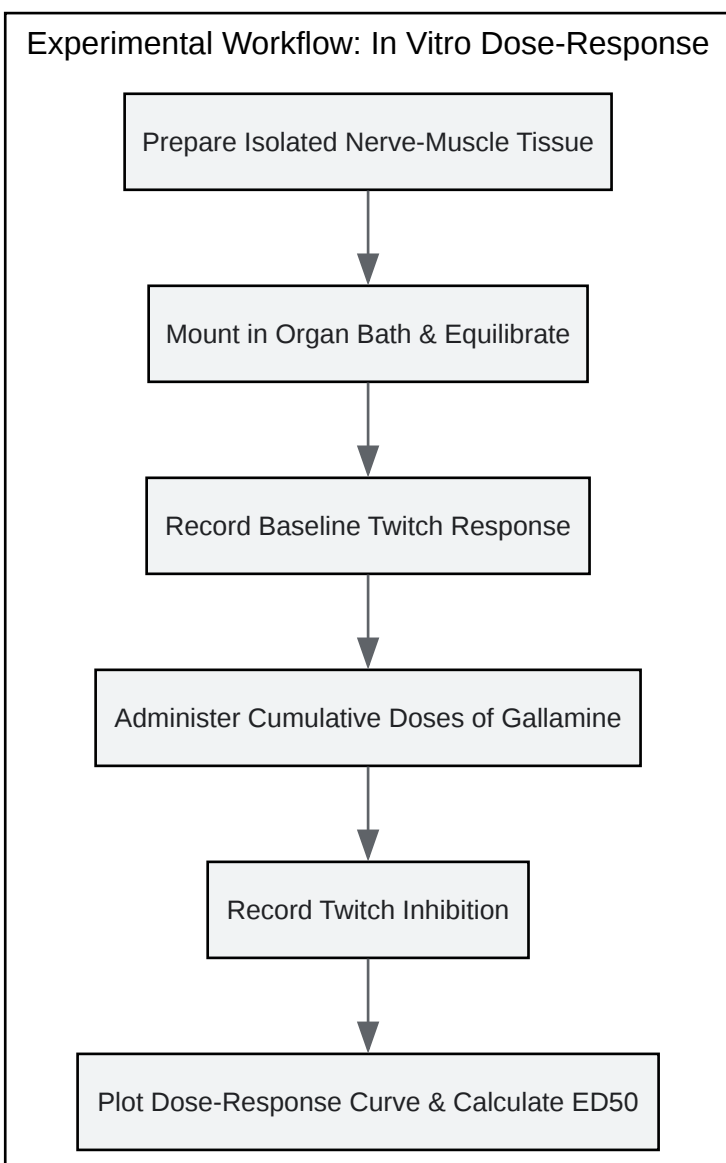 Experimental Workflow: In Vitro Dose-Response
Prepare Isolated Nerve-Muscle Tissue
Mount in Organ Bath & Equilibrate
Record Baseline Twitch Response
Administer Cumulative Doses of Gallamine
Record Twitch Inhibition
Plot Dose-Response Curve & Calculate ED50